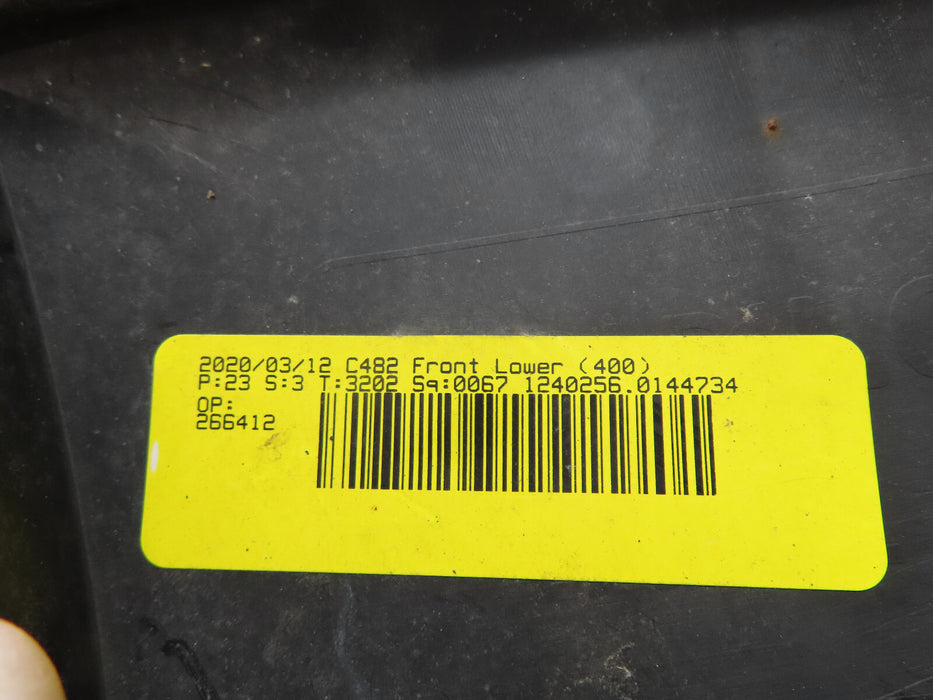 2020/03/12 C482 Front Lower (400)
P:23 S:3 T:3202 Sq:0067 1240256.0144734
OP:
266412